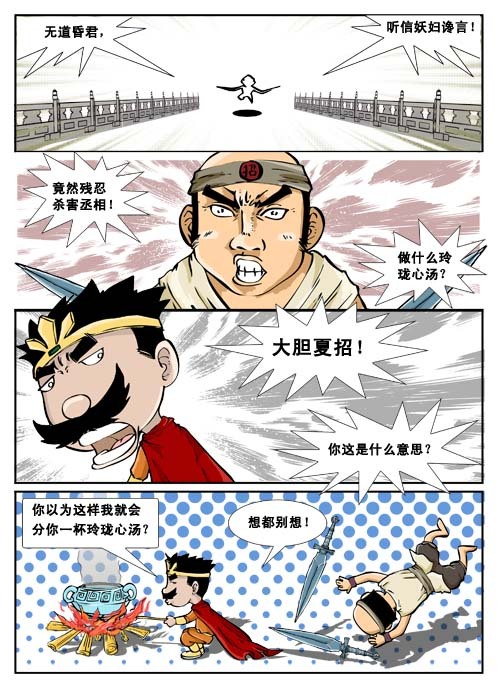 无道昏君，
听信妖妇谗言！
招
竟然残忍
杀害丞相！
做什么玲
珑心汤？
大胆夏招！
你这是什么意思？
你以为这样我就会
分你一杯玲珑心汤？
想都别想！